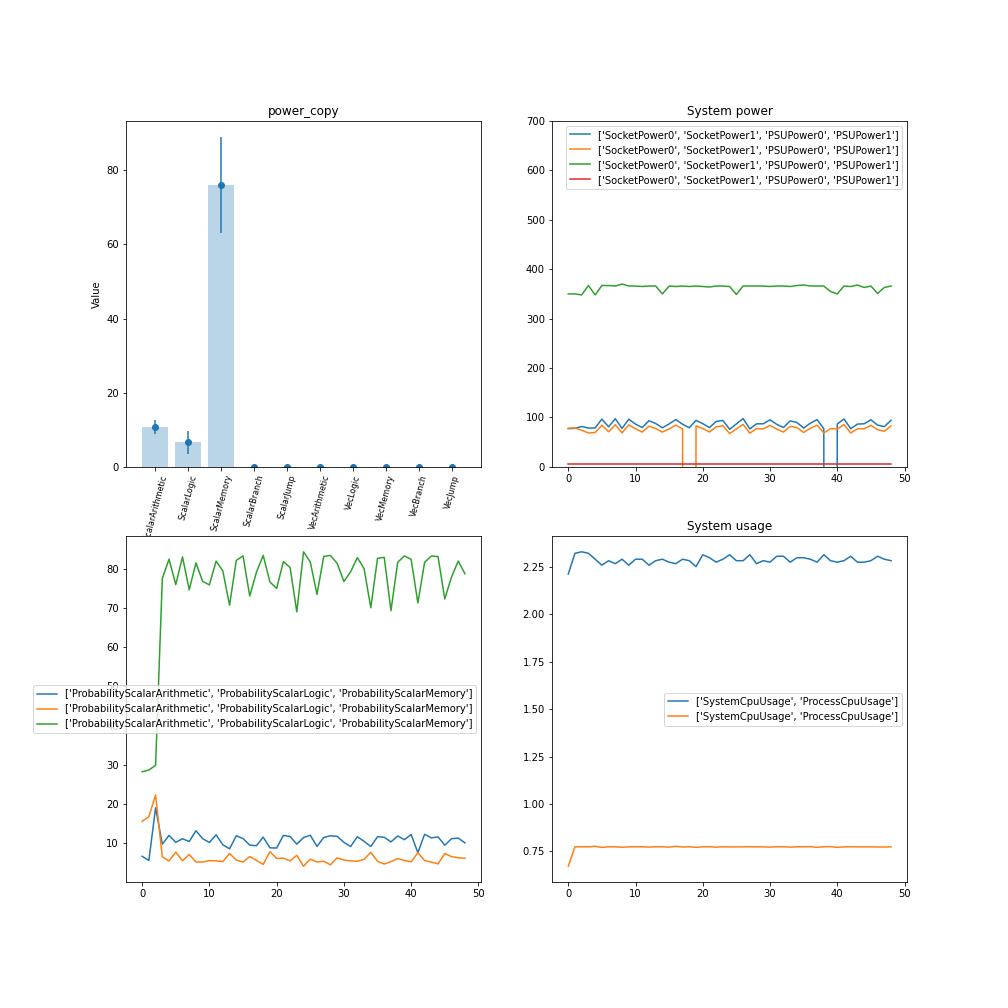 power_copy
Value
80
60
40
20
0
calarArithmetic
ScalarLogic
ScalarMemory
ScalarBranch
ScalarJump
VecArithmetic
VecLogic
VecMemory
VecBranch
VecJump
System power
700
600
500
400
300
200
100
0
['SocketPower0', 'SocketPower1', 'PSUPower0', 'PSUPower1']
['SocketPower0', 'SocketPower1', 'PSUPower0', 'PSUPower1']
['SocketPower0', 'SocketPower1', 'PSUPower0', 'PSUPower1']
['SocketPower0', 'SocketPower1', 'PSUPower0', 'PSUPower1']
0 10 20 30 40 50
80
70
60
50
['ProbabilityScalarArithmetic', 'ProbabilityScalarLogic', 'ProbabilityScalarMemory']
['ProbabilityScalarArithmetic', 'ProbabilityScalarLogic', 'ProbabilityScalarMemory']
['ProbabilityScalarArithmetic', 'ProbabilityScalarLogic', 'ProbabilityScalarMemory']
30
20
10
0 10 20 30 40 50
System usage
2.25
2.00
1.75
1.50
1.25
1.00
0.75
['SystemCpuUsage', 'ProcessCpuUsage']
['SystemCpuUsage', 'ProcessCpuUsage']
0 10 20 30 40 50